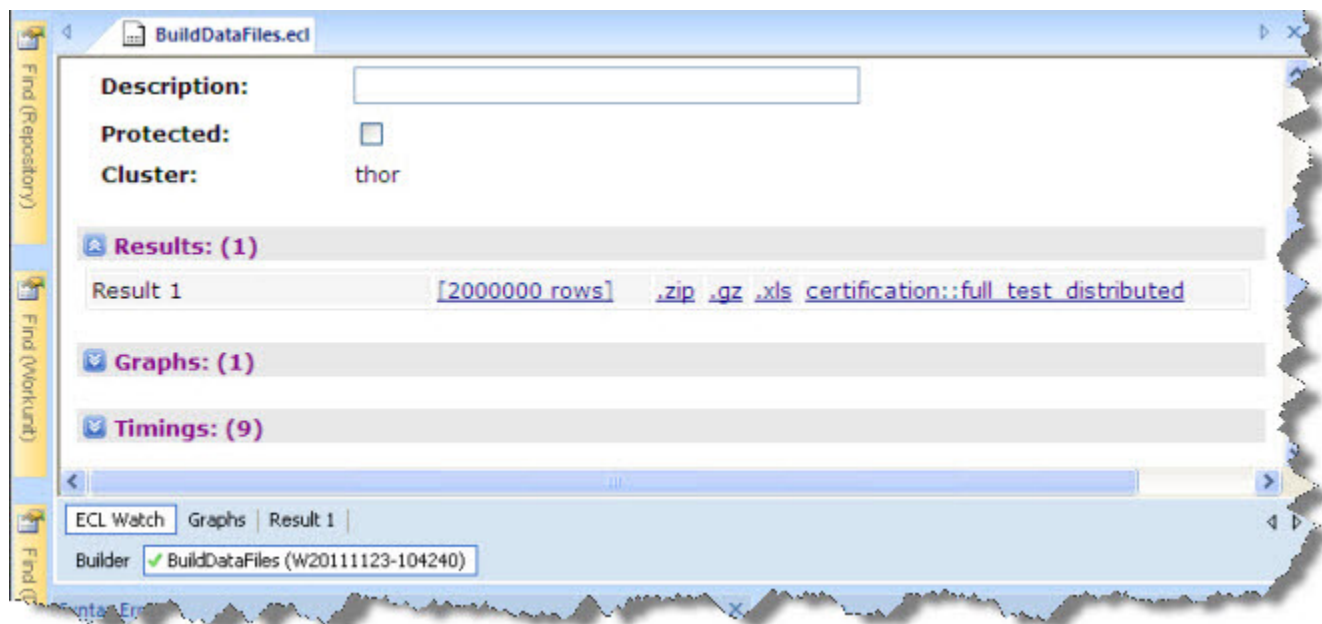 BuildDataFiles.ecl
Find (Repository)
Description:
Protected:
Cluster: thor
Results: (1)
Result 1 [2000000 rows] .zip .gz .xls certification::full_test_distributed
Find (Workunit)
Graphs: (1)
Timings: (9)
ECL Watch Graphs Result 1
Builder BuildDataFiles (W20111123-104240)
Find